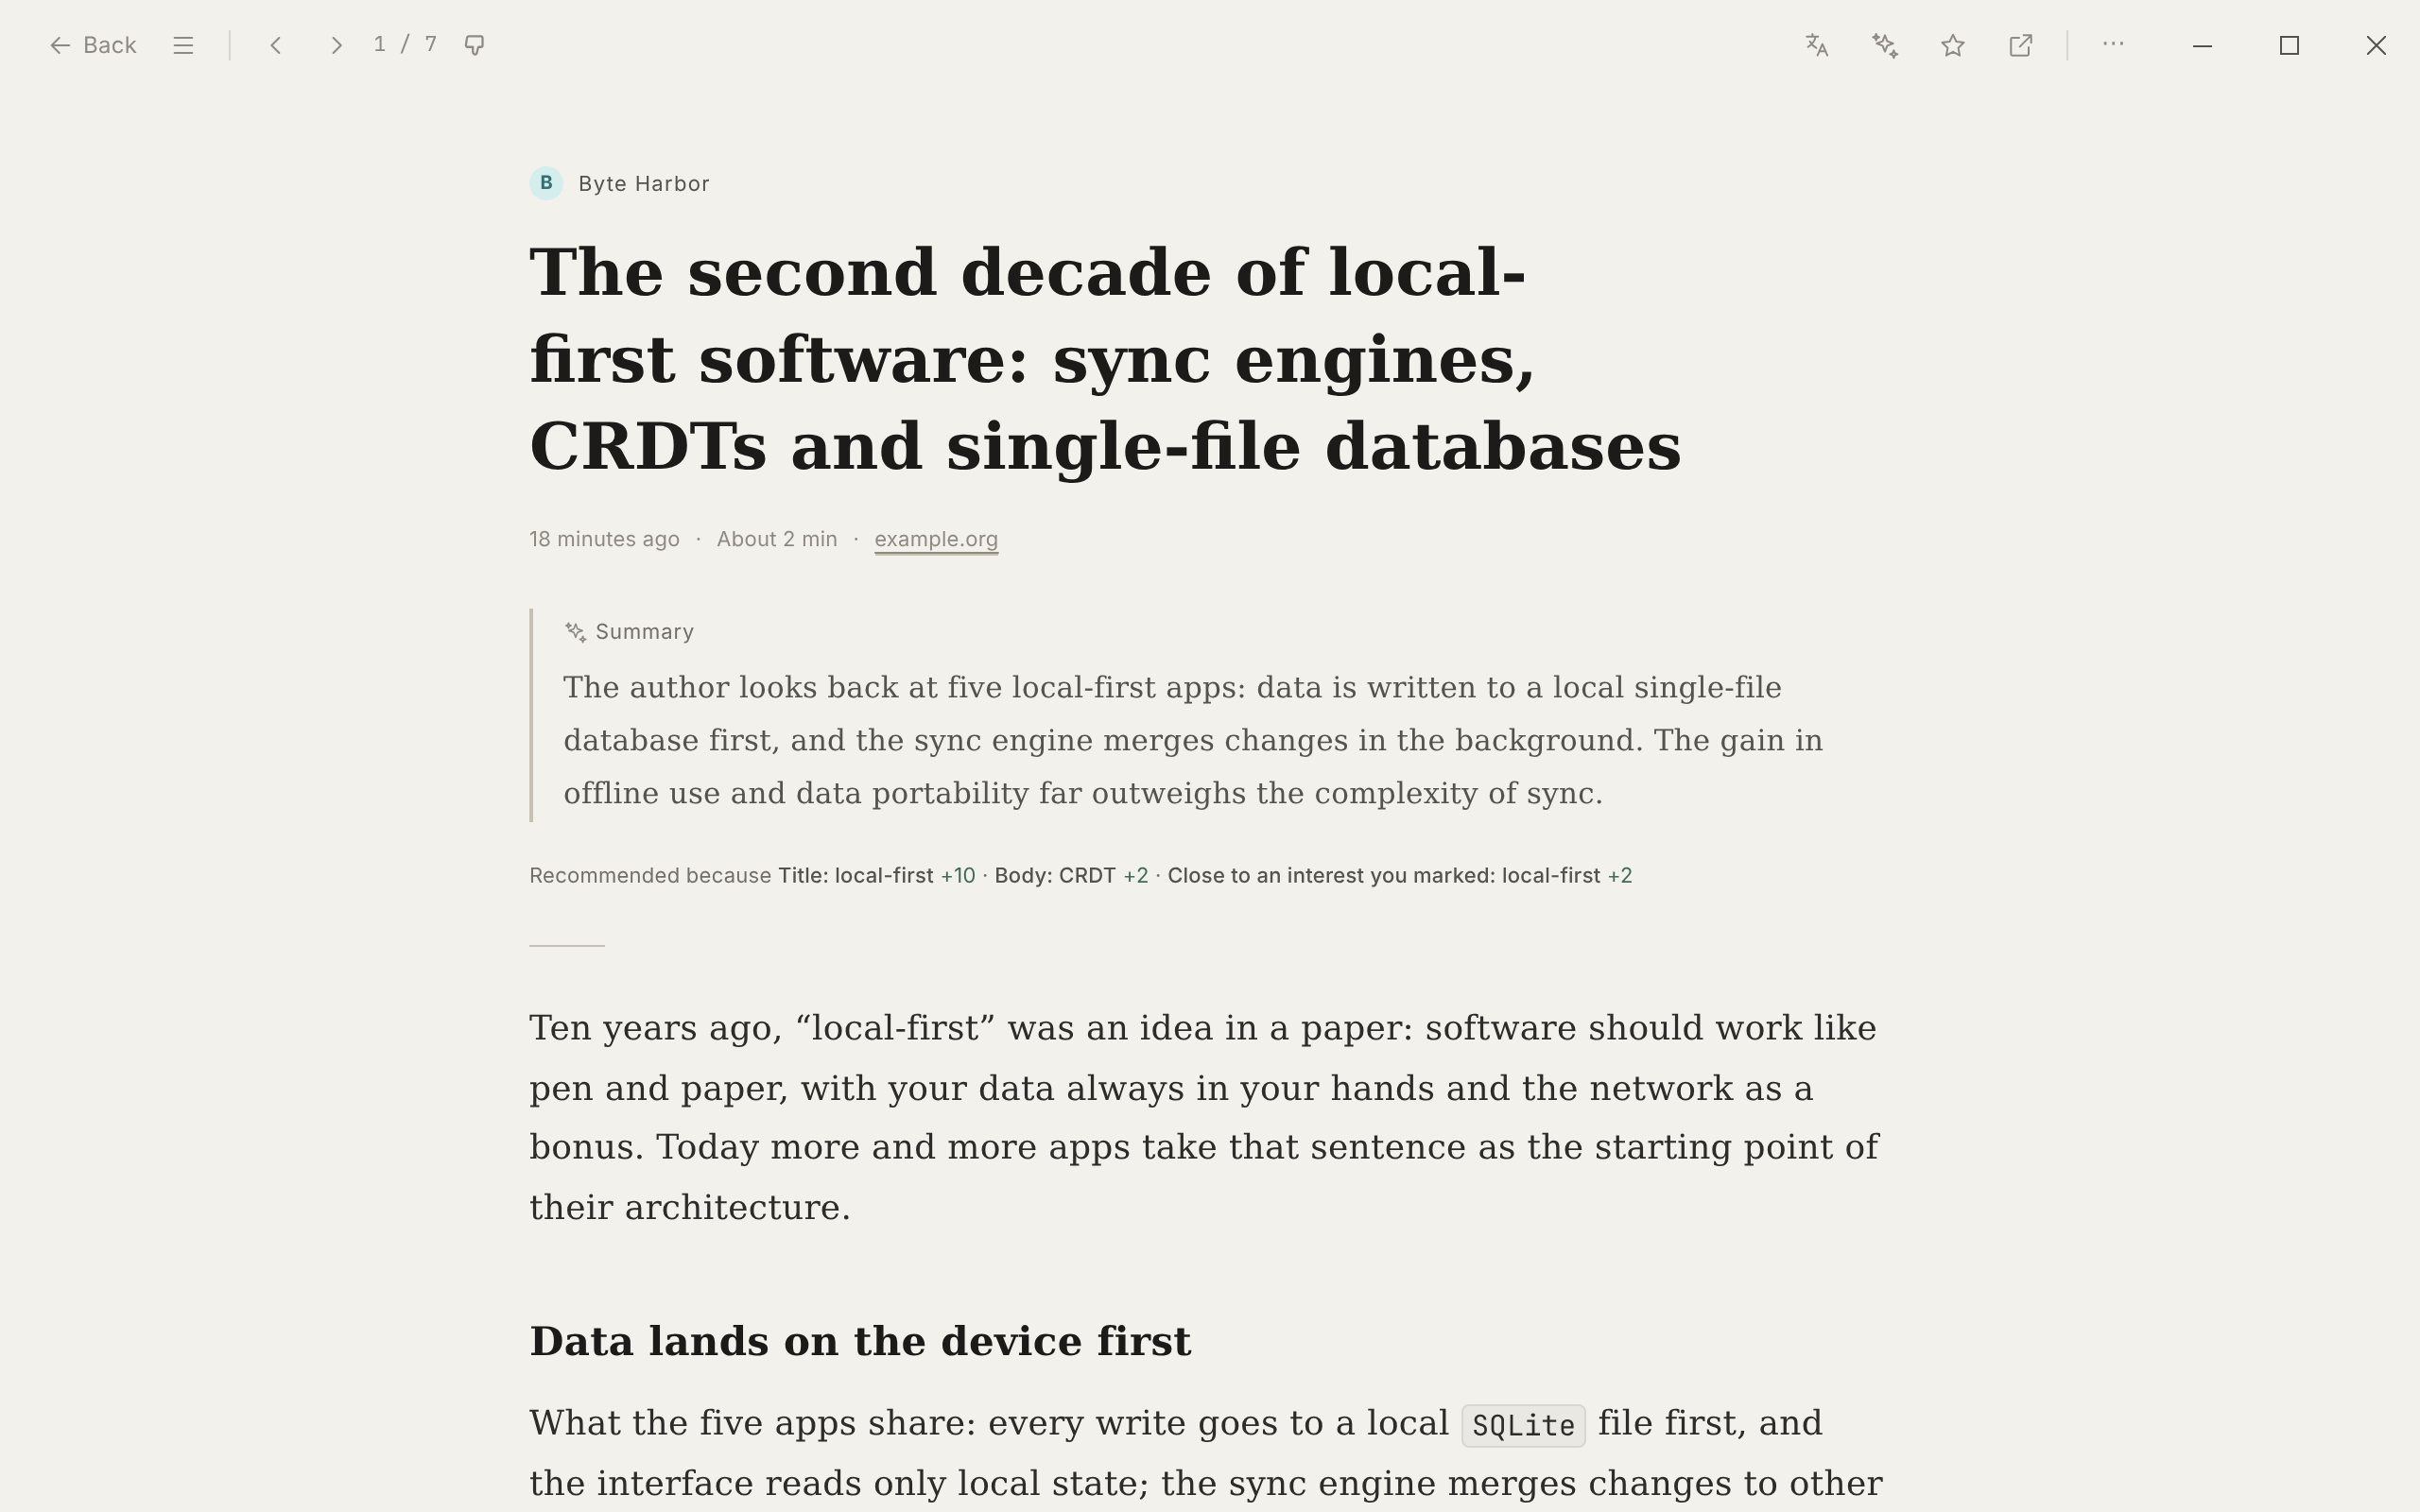 Back
1 / 7
B Byte Harbor
The second decade of local-
first software: sync engines,
CRDTs and single-file databases
18 minutes ago · About 2 min · example.org
Summary
The author looks back at five local-first apps: data is written to a local single-file
database first, and the sync engine merges changes in the background. The gain in
offline use and data portability far outweighs the complexity of sync.
Recommended because Title: local-first +10 · Body: CRDT +2 · Close to an interest you marked: local-first +2
Ten years ago, “local-first” was an idea in a paper: software should work like
pen and paper, with your data always in your hands and the network as a
bonus. Today more and more apps take that sentence as the starting point of
their architecture.
Data lands on the device first
What the five apps share: every write goes to a local SQLite file first, and
the interface reads only local state; the sync engine merges changes to other